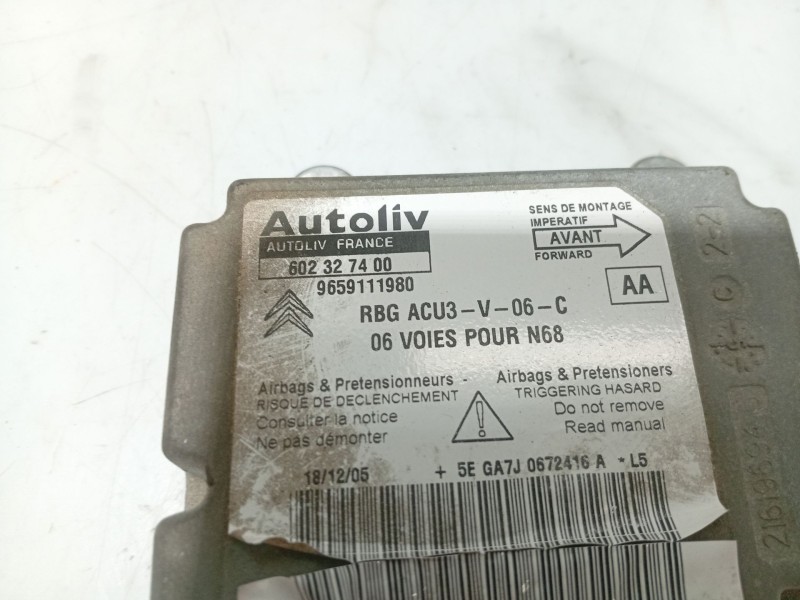 Autoliv
AUTOLIV FRANCE
602 32 74 00
9659111980
SENS DE MONTAGE
IMPERATIF
AVANT
FORWARD
AA
RBG ACU3-V-06-C
06 VOIES POUR N68
Airbags & Pretensionneurs -
RISQUE DE DECLENCHEMENT
Consulter la notice
Ne pas démonter
Airbags & Pretensioners
TRIGGERING HASARD
Do not remove
Read manual
18/12/05
+ 5E GA7J 0672416 A * L5
2-2